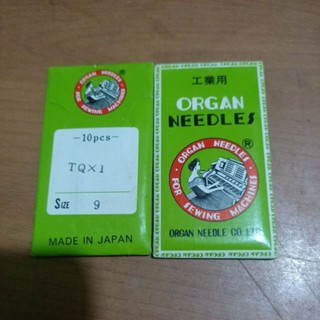 ORGAN NEEDLES
FOR SEWING MACHINES
-10pcs-
TQ×1
SIZE 9
MADE IN JAPAN
工業用
ORGAN
NEEDLES
ORGAN NEEDLES
®
FOR SEWING MACHINES
ORGAN NEEDLE CO. LTD.